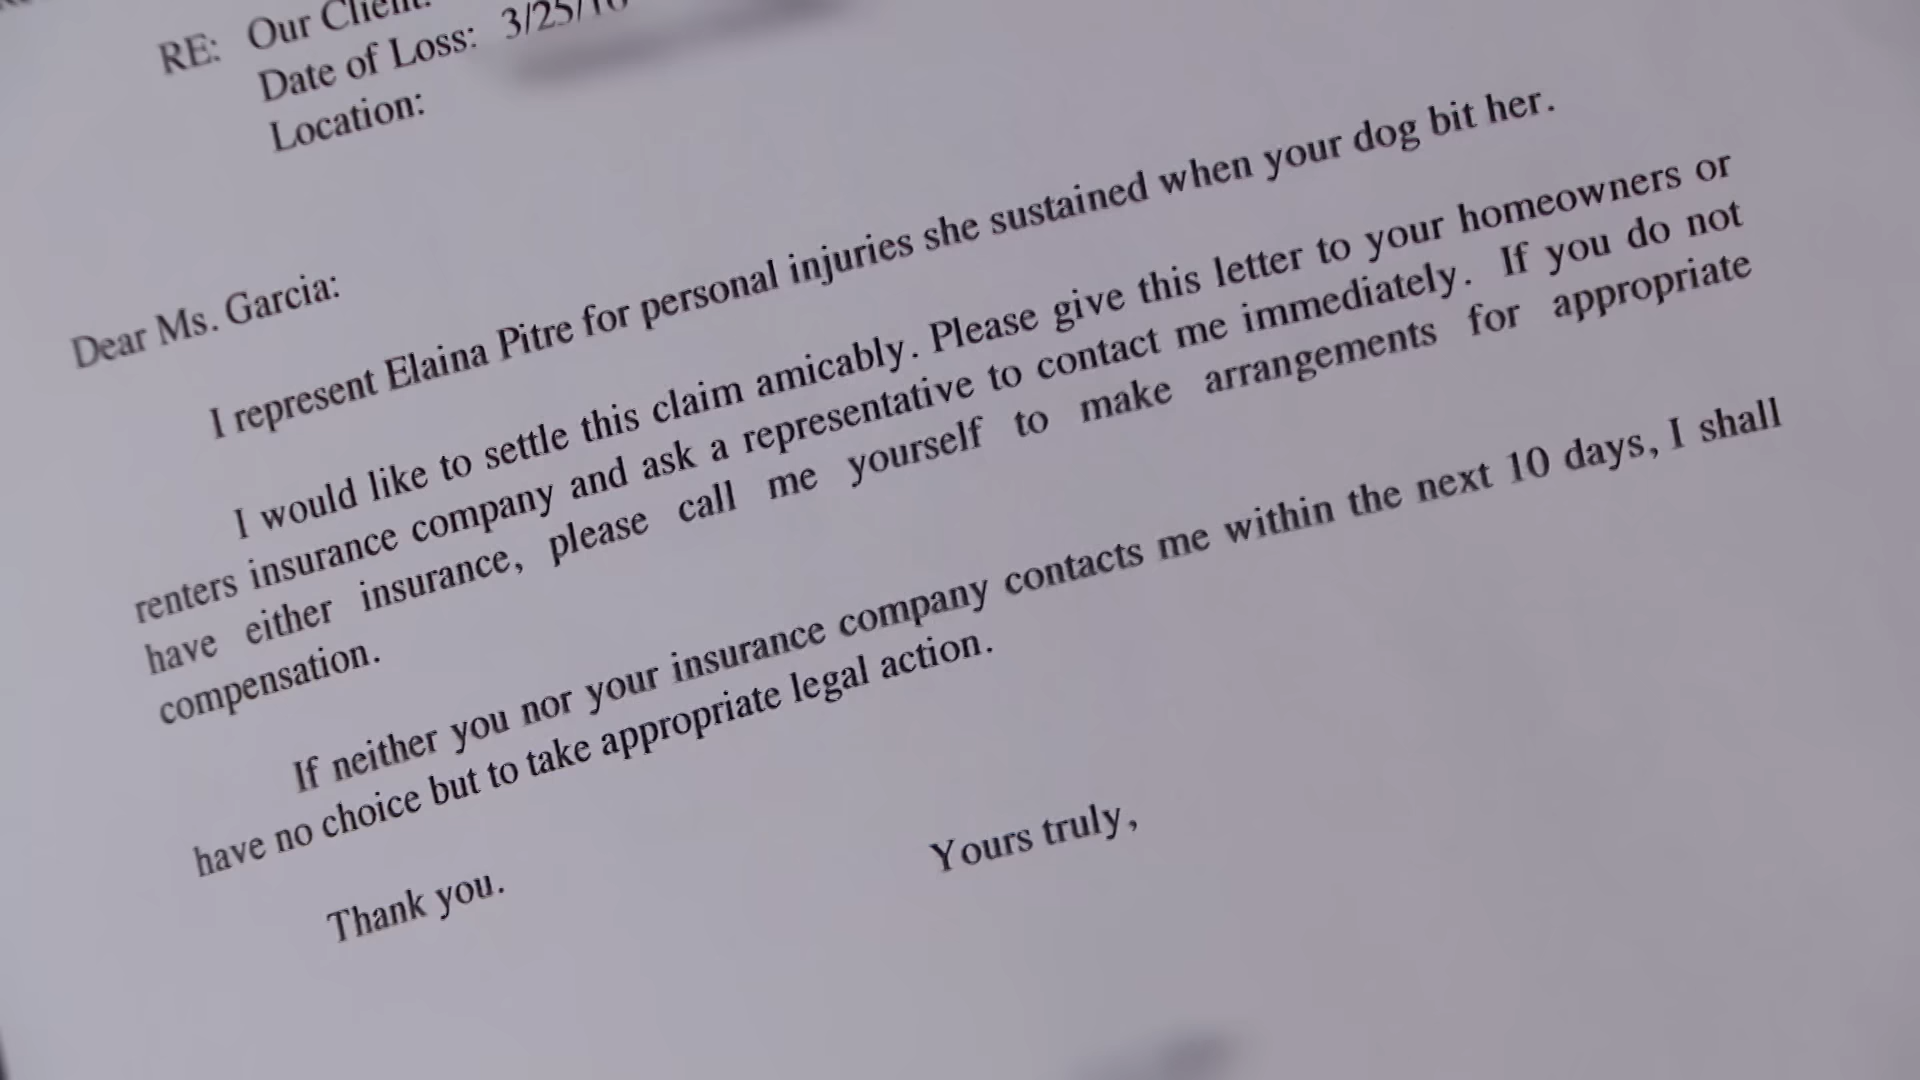 RE: Our Client:
Date of Loss: 3/25/
Location:
Dear Ms. Garcia:
I represent Elaina Pitre for personal injuries she sustained when your dog bit her.
I would like to settle this claim amicably. Please give this letter to your homeowners or
renters insurance company and ask a representative to contact me immediately. If you do not
have either insurance, please call me yourself to make arrangements for appropriate
compensation.
If neither you nor your insurance company contacts me within the next 10 days, I shall
have no choice but to take appropriate legal action.
Thank you.
Yours truly,